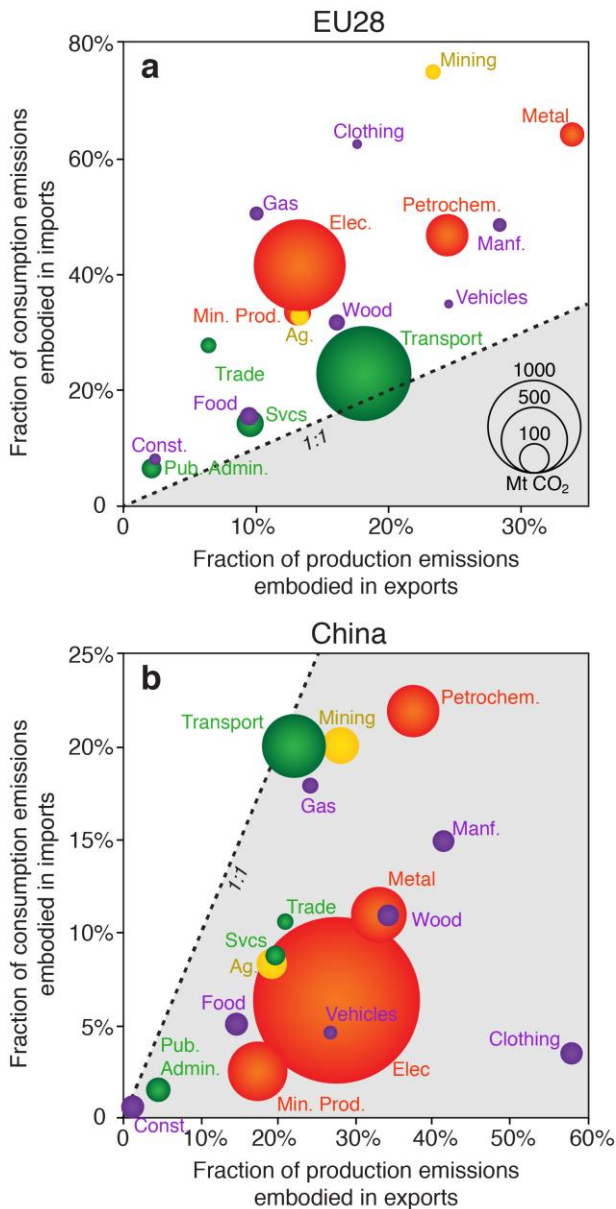 EU28
a
80%
60%
40%
20%
0
Fraction of consumption emissions
embodied in imports
Mining
Metal
Clothing
Gas
Petrochem.
Elec.
Manf.
Vehicles
Min. Prod.
Wood
Ag.
Transport
Trade
Food
Svcs
Const.
Pub. Admin.
1:1
1000
500
100
Mt CO₂
0 10% 20% 30%
Fraction of production emissions
embodied in exports
China
b
25%
20%
15%
10%
5%
0
Fraction of consumption emissions
embodied in imports
Petrochem.
Transport
Mining
Gas
Manf.
1:1
Metal
Trade
Wood
Svcs
Ag.
Food
Vehicles
Clothing
Pub.
Admin.
Elec
Min. Prod.
Const.
0 10% 20% 30% 40% 50% 60%
Fraction of production emissions
embodied in exports